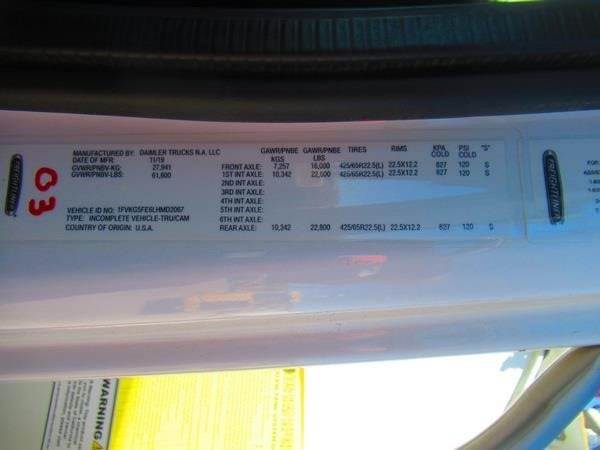 GAWR/PNBE GAWR/PNBE TIRES RIMS KPA PSI "S"
MANUFACTURED BY: DAIMLER TRUCKS N.A. LLC KGS LBS COLD COLD
DATE OF MFR: 11/19 FRONT AXLE: 7,257 16,000 425/65R22.5(L) 22.5X12.2 827 120 S
GVWR/PNBV-KG: 27,941 1ST INT AXLE: 10,342 22,800 425/65R22.5(L) 22.5X12.2 827 120 S
GVWR/PNBV-LBS: 61,600 2ND INT AXLE:
3RD INT AXLE:
4TH INT AXLE:
VEHICLE ID NO: 1FVKG5FE6LHMD2067 5TH INT AXLE:
TYPE: INCOMPLETE VEHICLE-TRU/CAM 6TH INT AXLE:
COUNTRY OF ORIGIN: U.S.A. REAR AXLE: 10,342 22,800 425/65R22.5(L) 22.5X12.2 827 120 S
FREIGHTLINER
FREIGHTLINER
G3
FOR
WARNING